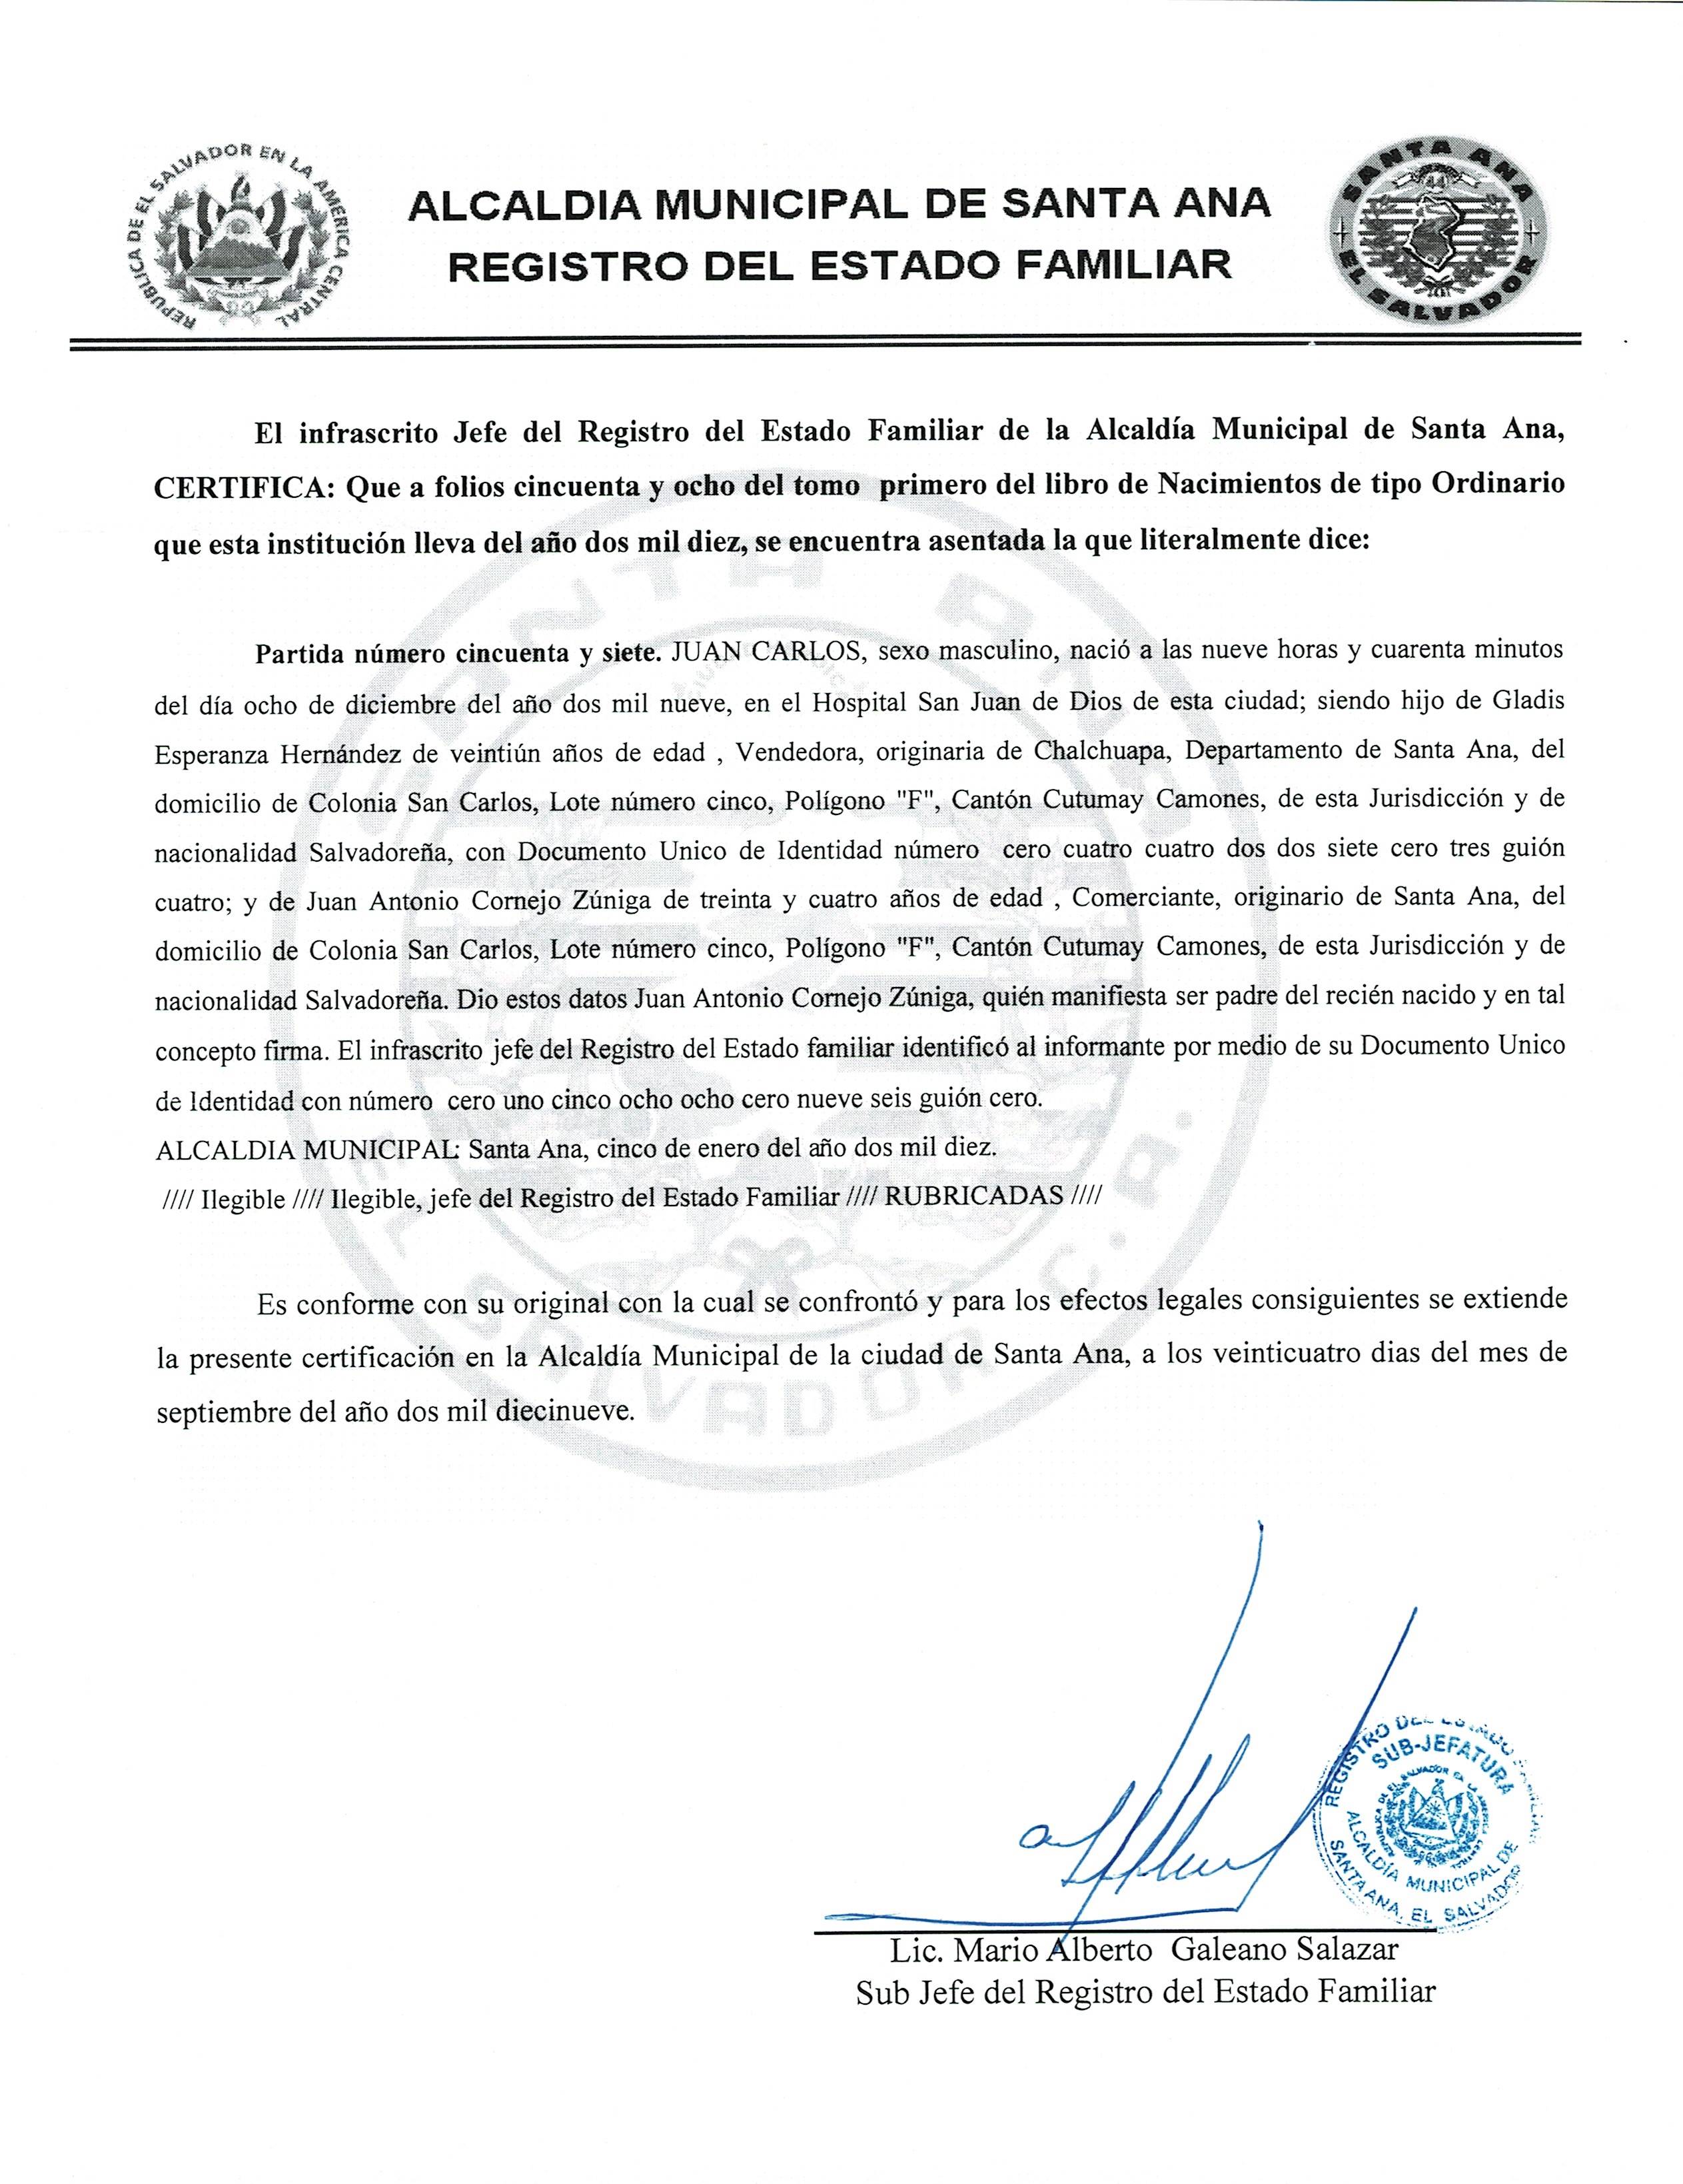 REPUBLICA DE EL SALVADOR EN LA AMERICA CENTRAL
ALCALDIA MUNICIPAL DE SANTA ANA
REGISTRO DEL ESTADO FAMILIAR
SANTA ANA
44
EL SALVADOR
El infrascrito Jefe del Registro del Estado Familiar de la Alcaldía Municipal de Santa Ana,
CERTIFICA: Que a folios cincuenta y ocho del tomo primero del libro de Nacimientos de tipo Ordinario
que esta institución lleva del año dos mil diez, se encuentra asentada la que literalmente dice:
Partida número cincuenta y siete. JUAN CARLOS, sexo masculino, nació a las nueve horas y cuarenta minutos
del día ocho de diciembre del año dos mil nueve, en el Hospital San Juan de Dios de esta ciudad; siendo hijo de Gladis
Esperanza Hernández de veintiún años de edad , Vendedora, originaria de Chalchuapa, Departamento de Santa Ana, del
domicilio de Colonia San Carlos, Lote número cinco, Polígono "F", Cantón Cutumay Camones, de esta Jurisdicción y de
nacionalidad Salvadoreña, con Documento Unico de Identidad número cero cuatro cuatro dos dos siete cero tres guión
cuatro; y de Juan Antonio Cornejo Zúniga de treinta y cuatro años de edad , Comerciante, originario de Santa Ana, del
domicilio de Colonia San Carlos, Lote número cinco, Polígono "F", Cantón Cutumay Camones, de esta Jurisdicción y de
nacionalidad Salvadoreña. Dio estos datos Juan Antonio Cornejo Zúniga, quién manifiesta ser padre del recién nacido y en tal
concepto firma. El infrascrito jefe del Registro del Estado familiar identificó al informante por medio de su Documento Unico
de Identidad con número cero uno cinco ocho ocho cero nueve seis guión cero.
ALCALDIA MUNICIPAL: Santa Ana, cinco de enero del año dos mil diez.
//// Ilegible //// Ilegible, jefe del Registro del Estado Familiar //// RUBRICADAS ////
Es conforme con su original con la cual se confrontó y para los efectos legales consiguientes se extiende
la presente certificación en la Alcaldía Municipal de la ciudad de Santa Ana, a los veinticuatro dias del mes de
septiembre del año dos mil diecinueve.
REGISTRO DEL ESTADO FAMILIAR
SUB-JEFATURA
ALCALDÍA MUNICIPAL DE
SANTA ANA, EL SALVADOR
Lic. Mario Alberto Galeano Salazar
Sub Jefe del Registro del Estado Familiar